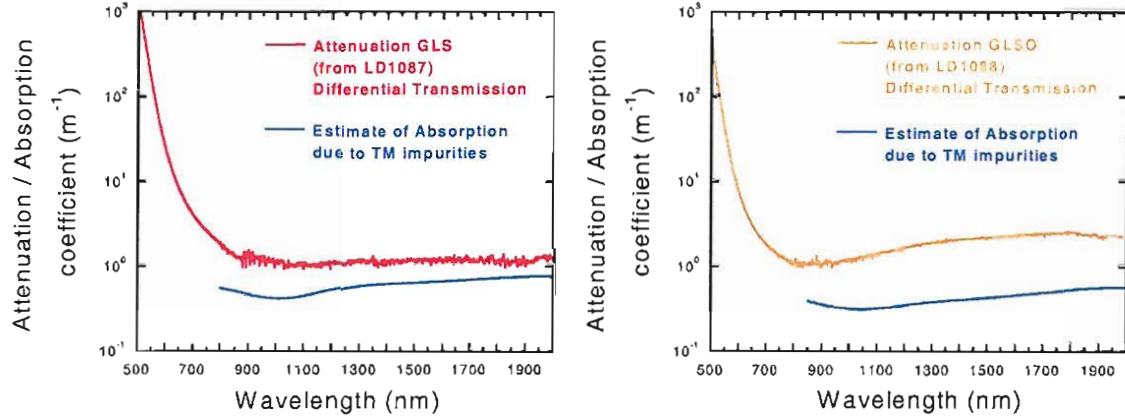 Attenuation / Absorption
coefficient (m⁻¹)
10³
10²
10¹
10⁰
10⁻¹
Attenuation GLS
(from LD1087)
Differential Transmission
Estimate of Absorption
due to TM impurities
500 700 900 1100 1300 1500 1700 1900
Wavelength (nm)
Attenuation / Absorption
coefficient (m⁻¹)
10³
10²
10¹
10⁰
10⁻¹
Attenuation GLSO
(from LD1088)
Differential Transmission
Estimate of Absorption
due to TM impurities
500 700 900 1100 1300 1500 1700 1900
Wavelength (nm)